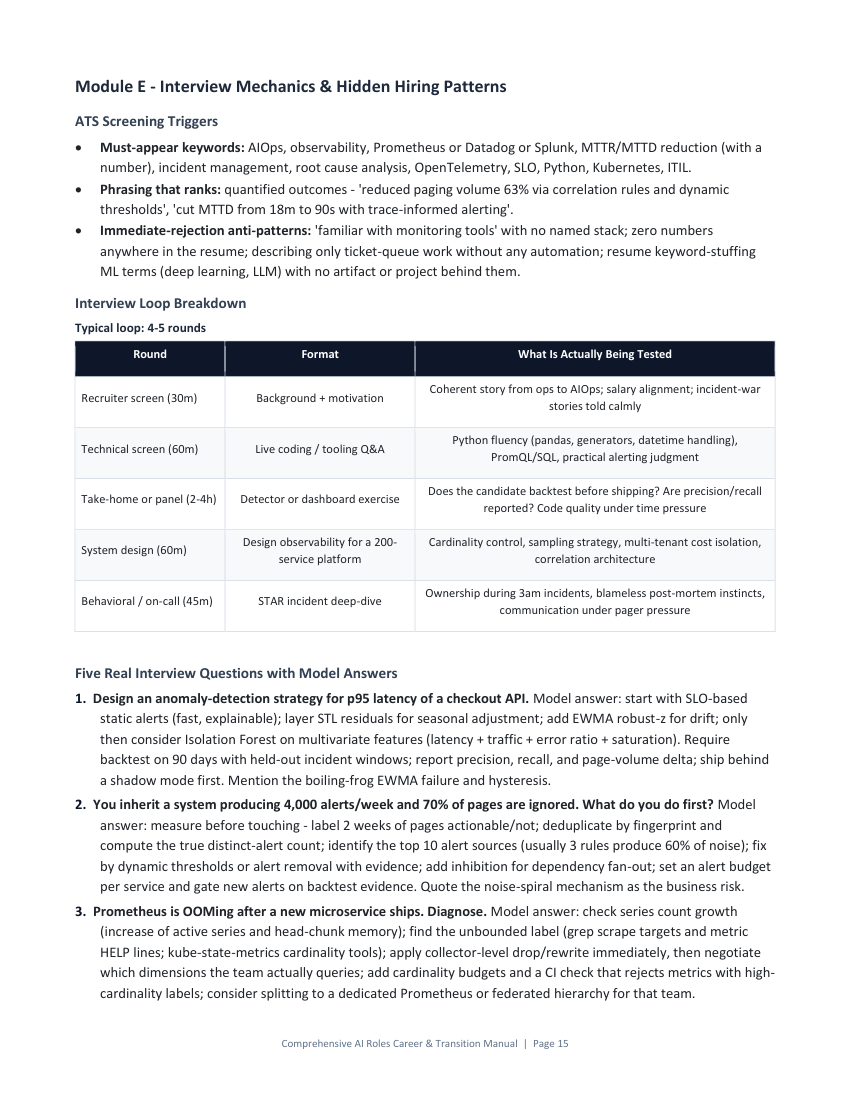 Module E - Interview Mechanics & Hidden Hiring Patterns
ATS Screening Triggers
• Must-appear keywords: AIOps, observability, Prometheus or Datadog or Splunk, MTTR/MTTD reduction (with a
number), incident management, root cause analysis, OpenTelemetry, SLO, Python, Kubernetes, ITIL.
• Phrasing that ranks: quantified outcomes - 'reduced paging volume 63% via correlation rules and dynamic
thresholds', 'cut MTTD from 18m to 90s with trace-informed alerting'.
• Immediate-rejection anti-patterns: 'familiar with monitoring tools' with no named stack; zero numbers
anywhere in the resume; describing only ticket-queue work without any automation; resume keyword-stuffing
ML terms (deep learning, LLM) with no artifact or project behind them.
Interview Loop Breakdown
Typical loop: 4-5 rounds
Round Format What Is Actually Being Tested
Recruiter screen (30m) Background + motivation Coherent story from ops to AIOps; salary alignment; incident-war
stories told calmly
Technical screen (60m) Live coding / tooling Q&A Python fluency (pandas, generators, datetime handling),
PromQL/SQL, practical alerting judgment
Take-home or panel (2-4h) Detector or dashboard exercise Does the candidate backtest before shipping? Are precision/recall
reported? Code quality under time pressure
System design (60m) Design observability for a 200-
service platform Cardinality control, sampling strategy, multi-tenant cost isolation,
correlation architecture
Behavioral / on-call (45m) STAR incident deep-dive Ownership during 3am incidents, blameless post-mortem instincts,
communication under pager pressure
Five Real Interview Questions with Model Answers
1. Design an anomaly-detection strategy for p95 latency of a checkout API. Model answer: start with SLO-based
static alerts (fast, explainable); layer STL residuals for seasonal adjustment; add EWMA robust-z for drift; only
then consider Isolation Forest on multivariate features (latency + traffic + error ratio + saturation). Require
backtest on 90 days with held-out incident windows; report precision, recall, and page-volume delta; ship behind
a shadow mode first. Mention the boiling-frog EWMA failure and hysteresis.
2. You inherit a system producing 4,000 alerts/week and 70% of pages are ignored. What do you do first? Model
answer: measure before touching - label 2 weeks of pages actionable/not; deduplicate by fingerprint and
compute the true distinct-alert count; identify the top 10 alert sources (usually 3 rules produce 60% of noise); fix
by dynamic thresholds or alert removal with evidence; add inhibition for dependency fan-out; set an alert budget
per service and gate new alerts on backtest evidence. Quote the noise-spiral mechanism as the business risk.
3. Prometheus is OOMing after a new microservice ships. Diagnose. Model answer: check series count growth
(increase of active series and head-chunk memory); find the unbounded label (grep scrape targets and metric
HELP lines; kube-state-metrics cardinality tools); apply collector-level drop/rewrite immediately, then negotiate
which dimensions the team actually queries; add cardinality budgets and a CI check that rejects metrics with high-
cardinality labels; consider splitting to a dedicated Prometheus or federated hierarchy for that team.
Comprehensive AI Roles Career & Transition Manual | Page 15